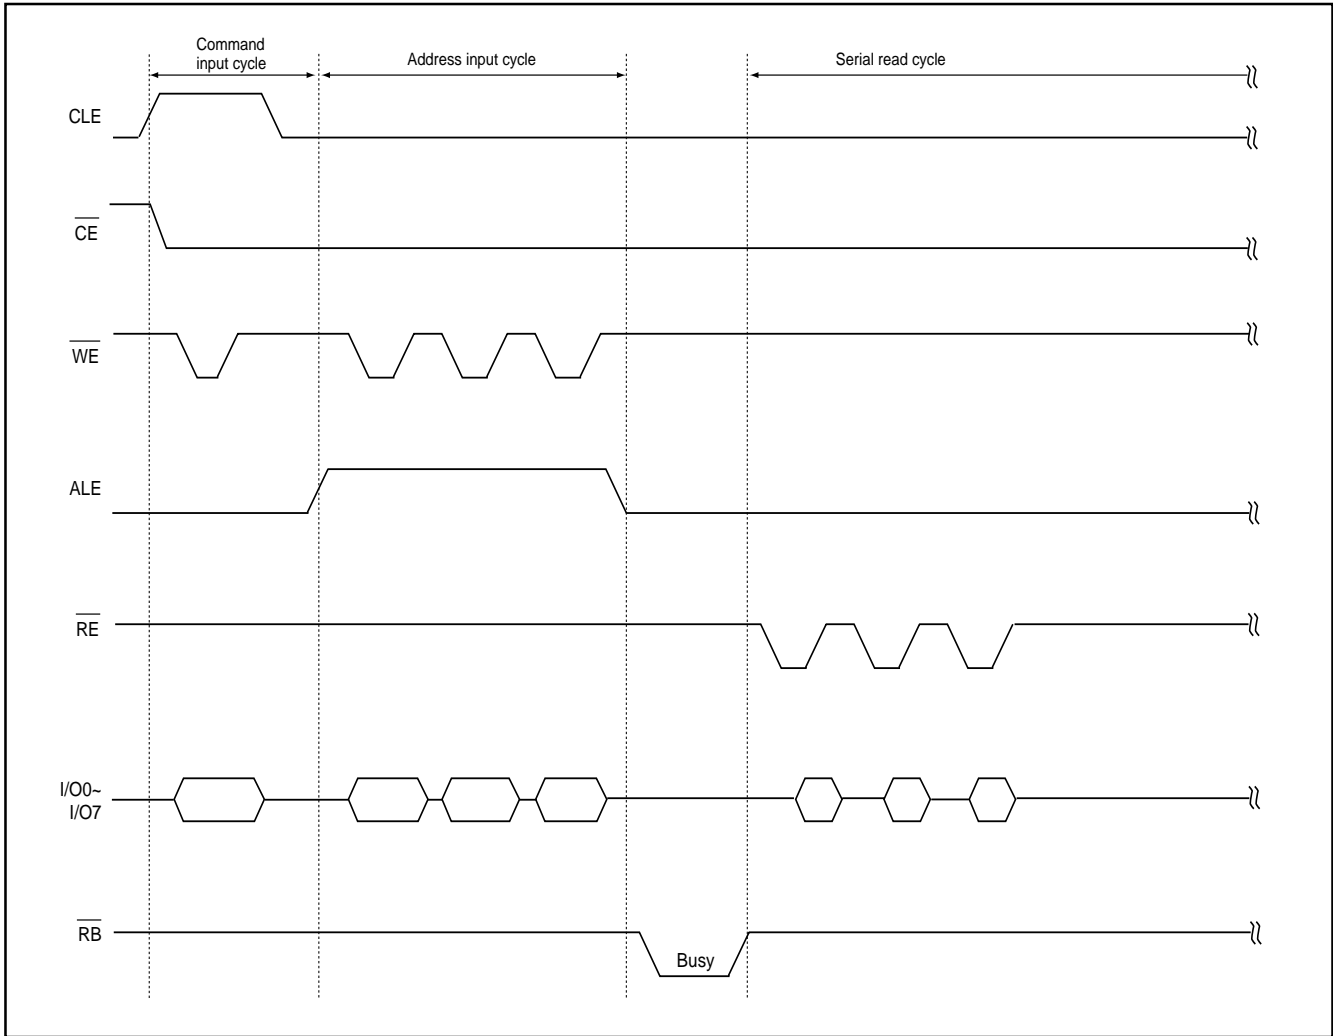 Command
input cycle
Address input cycle
Serial read cycle
CLE
CE
WE
ALE
RE
I/O0~
I/O7
RB
Busy